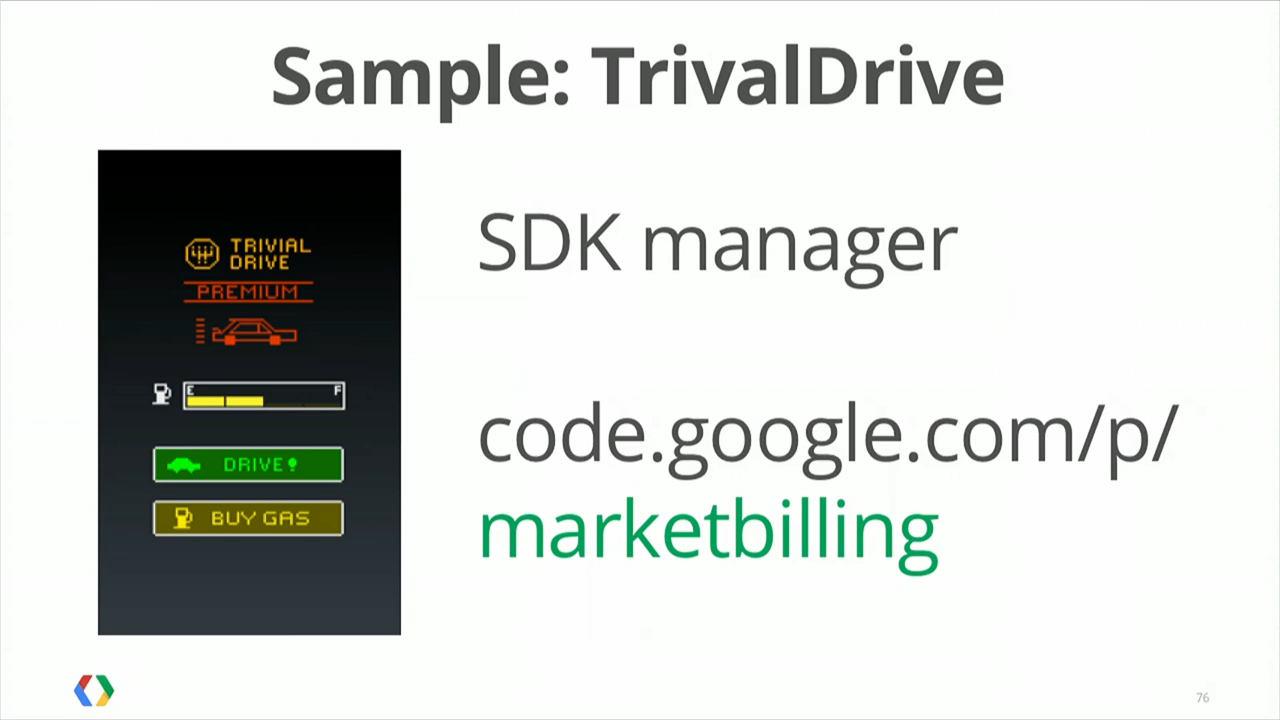 Sample: TrivalDrive
TRIVIAL
DRIVE
PREMIUM
E F
DRIVE!
BUY GAS
SDK manager
code.google.com/p/
marketbilling
76